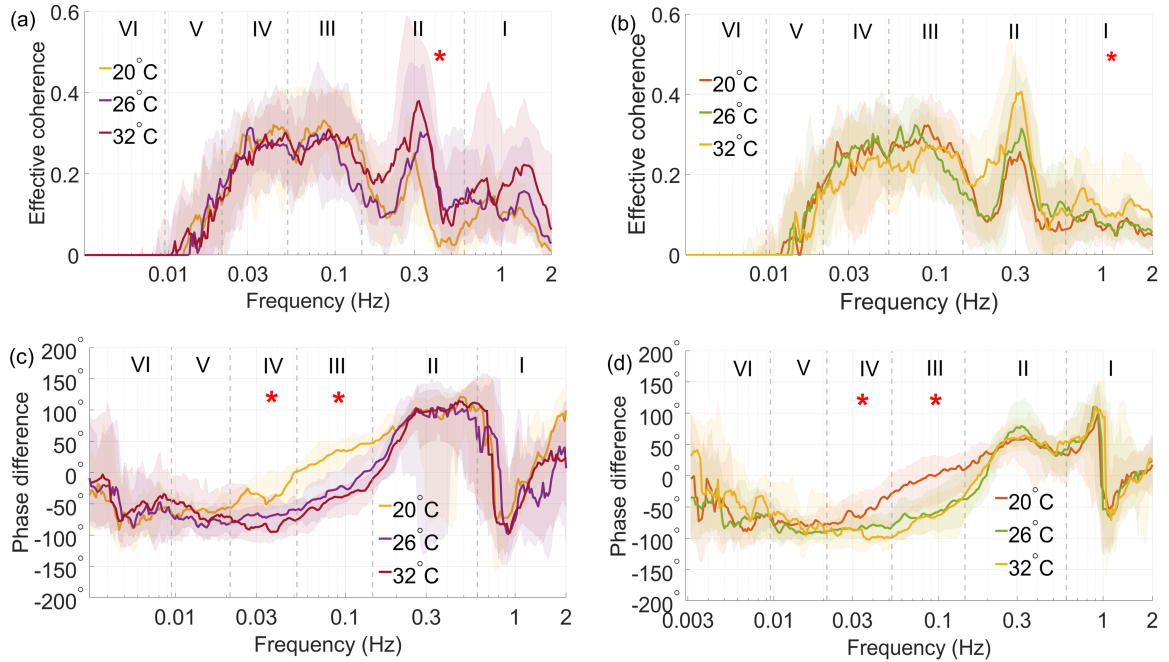 (a)
0.6
0.4
0.2
0
Effective coherence
VI V IV III II I
*
20°C
26°C
32°C
0.01 0.03 0.1 0.3 1 2
Frequency (Hz)
(b)
0.6
0.4
0.2
0
Effective coherence
VI V IV III II I
*
20°C
26°C
32°C
0.01 0.03 0.1 0.3 1 2
Frequency (Hz)
(c)
200°
100°
50°
0°
-50°
-100°
-200°
Phase difference
VI V IV III II I
* *
20°C
26°C
32°C
0.01 0.03 0.1 0.3 1 2
Frequency (Hz)
(d)
200°
100°
50°
0°
-50°
-100°
-200°
Phase difference
VI V IV III II I
* *
20°C
26°C
32°C
0.003 0.01 0.03 0.1 0.3 1 2
Frequency (Hz)